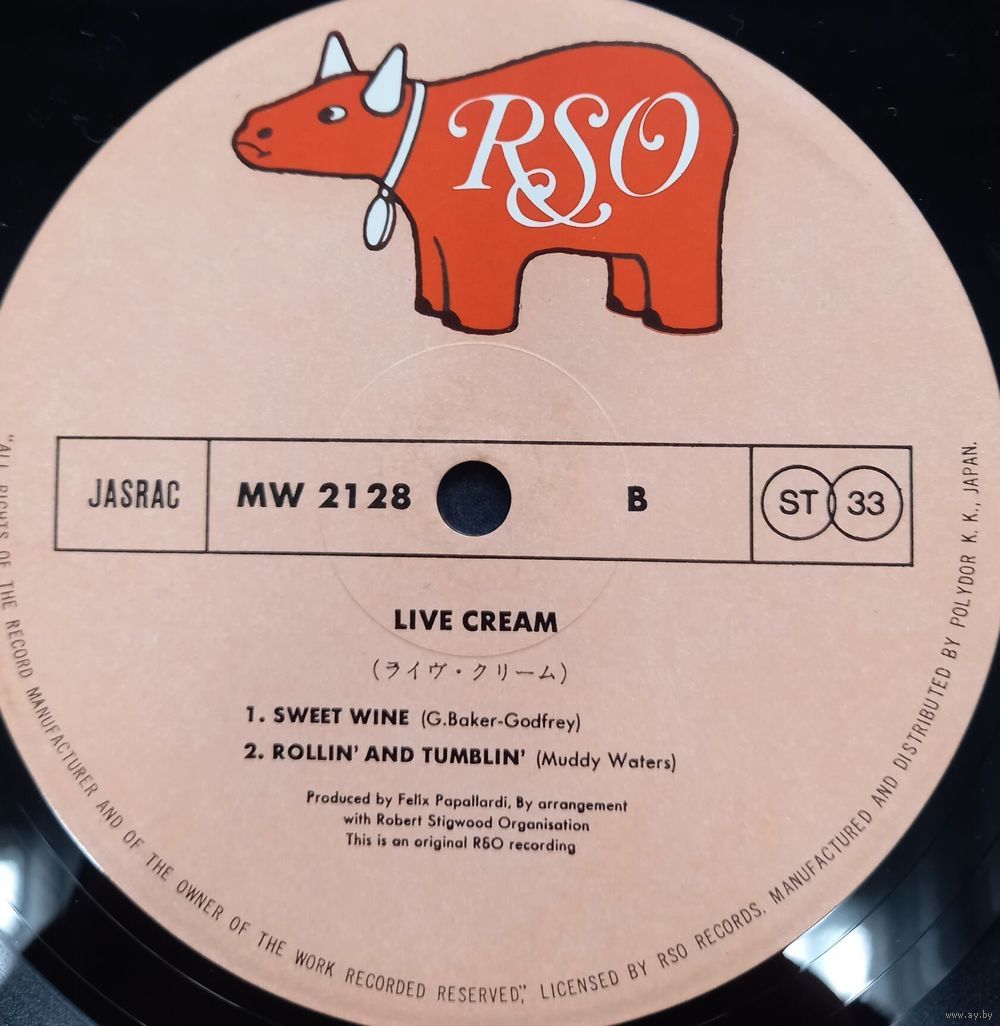 RSO
JASRAC
MW 2128
B
ST 33
LIVE CREAM
(ライヴ・クリーム)
1. SWEET WINE (G.Baker-Godfrey)
2. ROLLIN' AND TUMBLIN' (Muddy Waters)
Produced by Felix Papallardi, By arrangement
with Robert Stigwood Organisation
This is an original RSO recording
"ALL RIGHTS OF THE RECORD MANUFACTURER AND OF THE OWNER OF THE WORK RECORDED RESERVED," LICENSED BY RSO RECORDS, MANUFACTURED AND DISTRIBUTED BY POLYDOR K. K., JAPAN.
www.ay.by